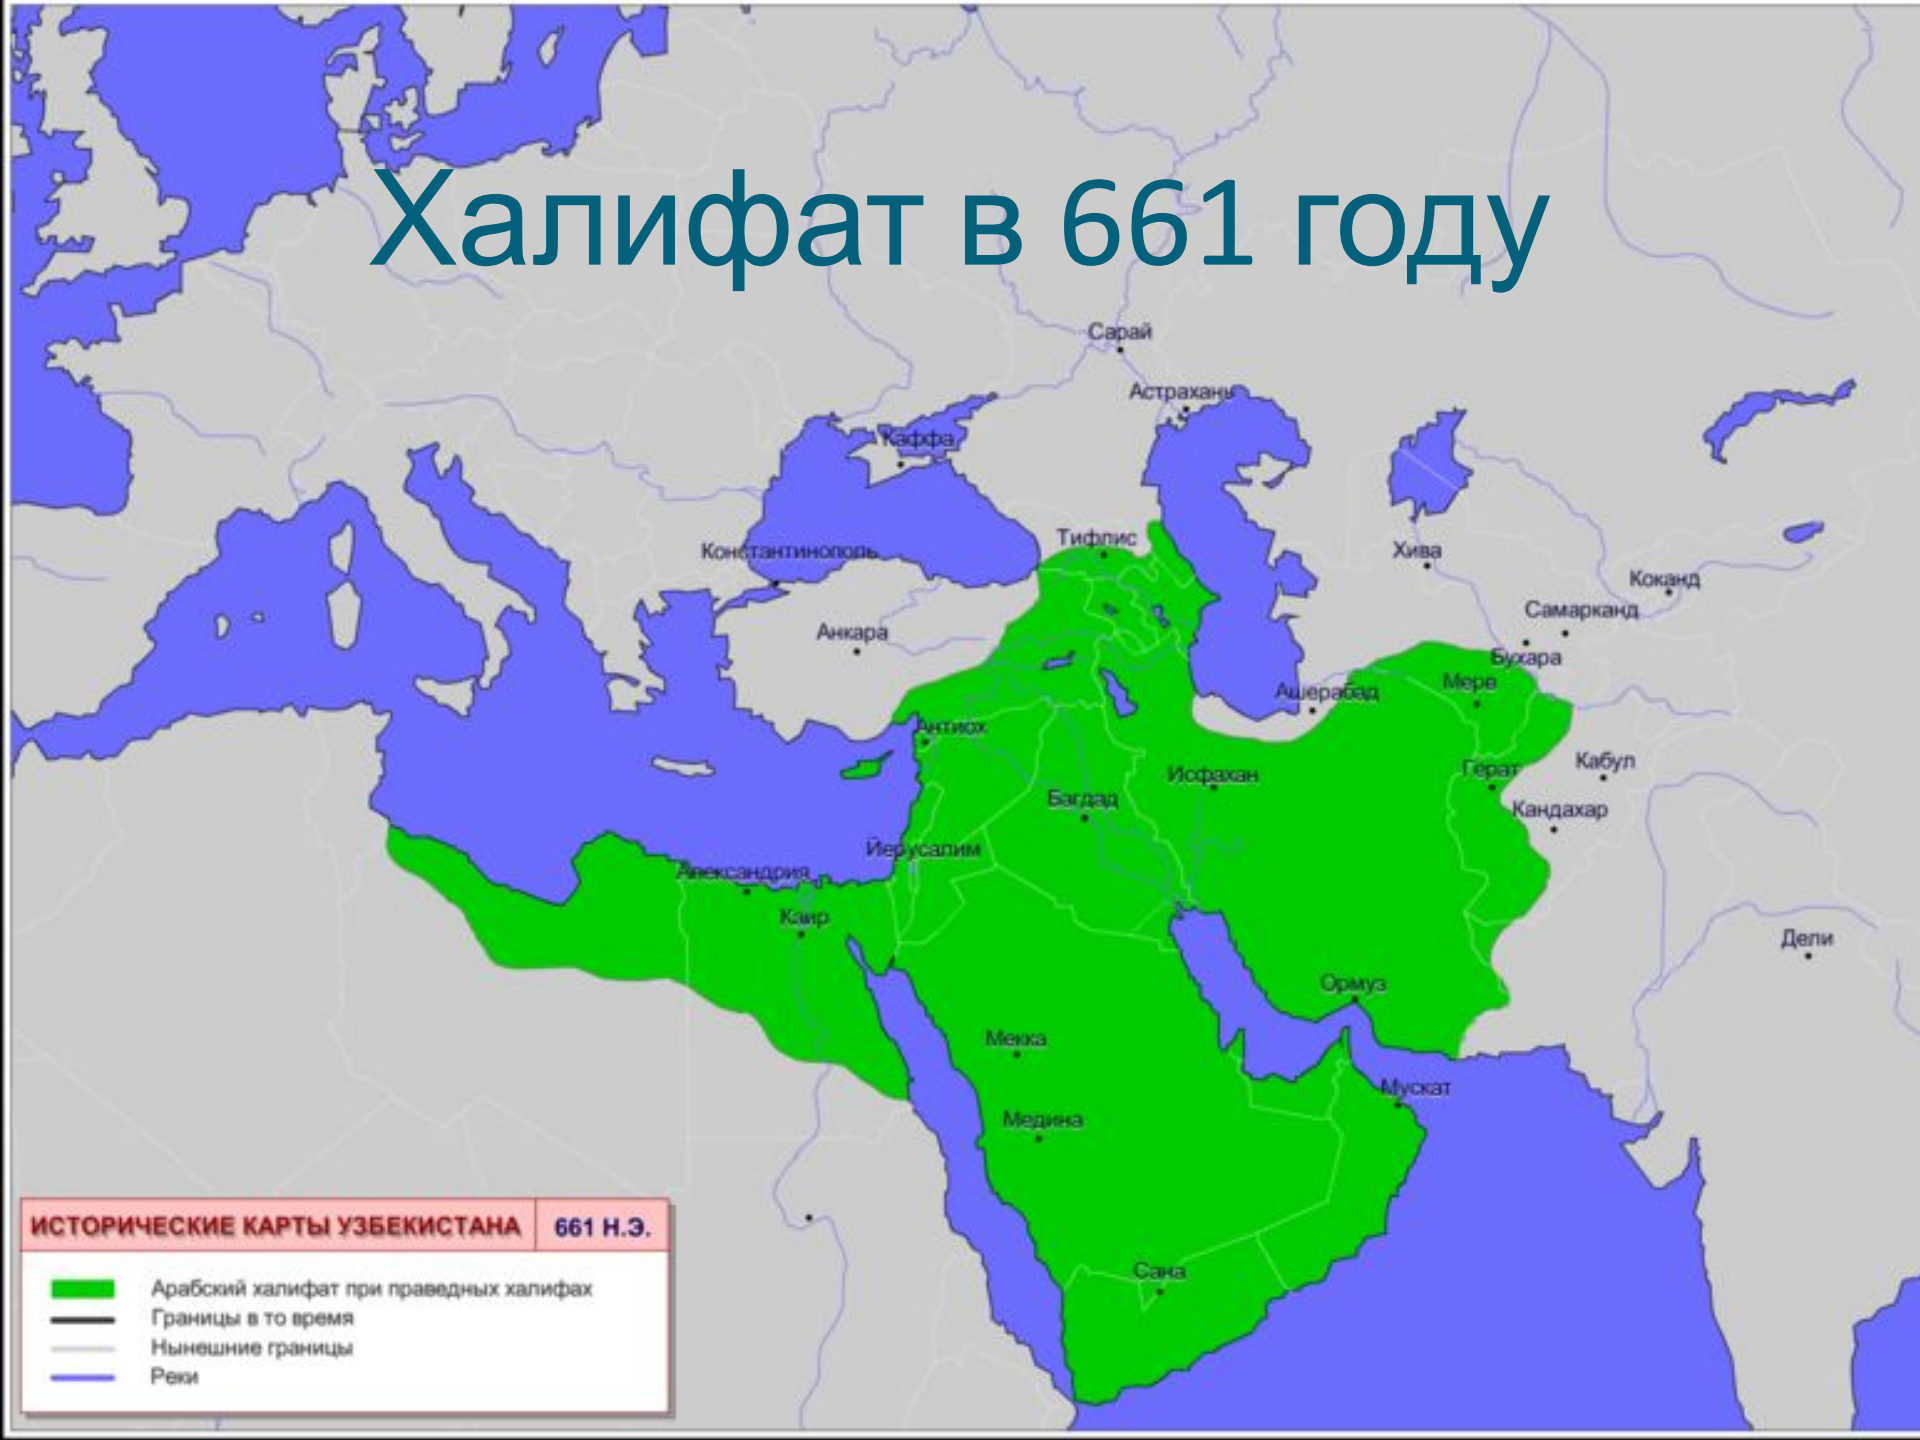 Халифат в 661 году
Сарай
Астрахань
Каффа
Тифлис
Константинополь
Хива
Коканд
Самарканд
Анкара
Бухара
Мерв
Ашерабад
Антиох
Кабул
Исфахан
Герат
Багдад
Кандахар
Йерусалим
Александрия
Каир
Дели
Ормуз
Мекка
Мускат
Медина
Сана
ИСТОРИЧЕСКИЕ КАРТЫ УЗБЕКИСТАНА 661 Н.Э.
Арабский халифат при праведных халифах
Границы в то время
Нынешние границы
Реки